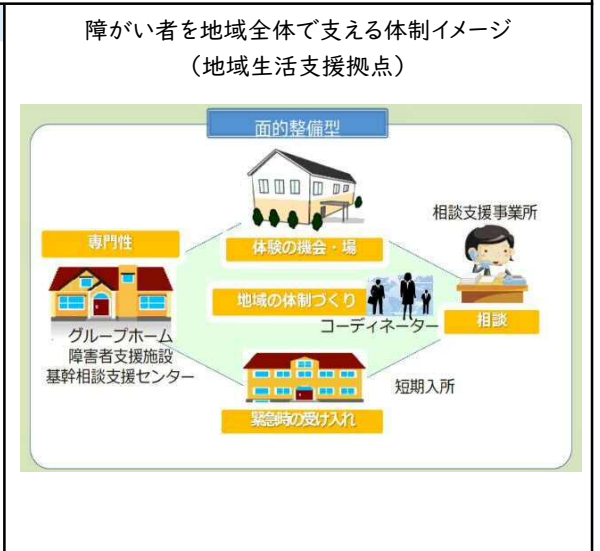 障がい者を地域全体で支える体制イメージ
（地域生活支援拠点）
面的整備型
相談支援事業所
専門性
体験の機会・場
地域の体制づくり
コーディネーター
相談
グループホーム
障害者支援施設
基幹相談支援センター
短期入所
緊急時の受け入れ